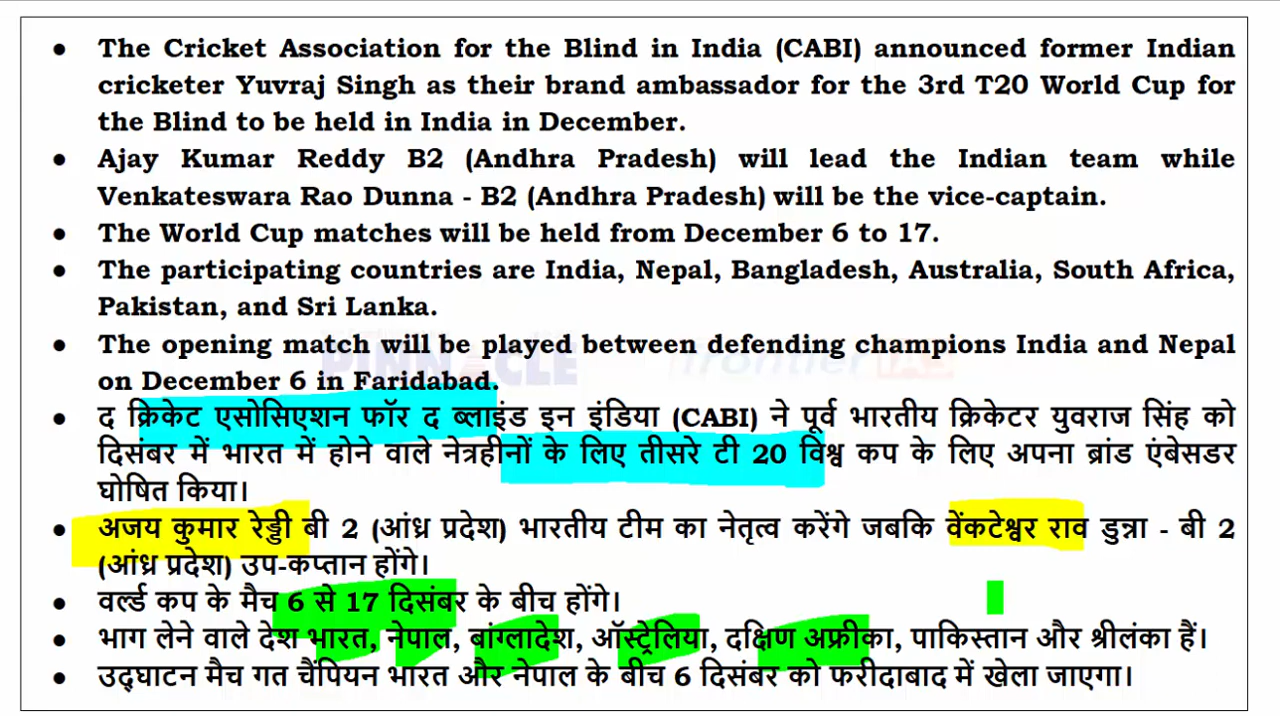 ● The Cricket Association for the Blind in India (CABI) announced former Indian
cricketer Yuvraj Singh as their brand ambassador for the 3rd T20 World Cup for
the Blind to be held in India in December.
● Ajay Kumar Reddy B2 (Andhra Pradesh) will lead the Indian team while
Venkateswara Rao Dunna - B2 (Andhra Pradesh) will be the vice-captain.
● The World Cup matches will be held from December 6 to 17.
● The participating countries are India, Nepal, Bangladesh, Australia, South Africa,
Pakistan, and Sri Lanka.
● The opening match will be played between defending champions India and Nepal
on December 6 in Faridabad.
● द क्रिकेट एसोसिएशन फॉर द ब्लाइंड इन इंडिया (CABI) ने पूर्व भारतीय क्रिकेटर युवराज सिंह को
दिसंबर में भारत में होने वाले नेत्रहीनों के लिए तीसरे टी 20 विश्व कप के लिए अपना ब्रांड एंबेसडर
घोषित किया।
● अजय कुमार रेड्डी बी 2 (आंध्र प्रदेश) भारतीय टीम का नेतृत्व करेंगे जबकि वेंकटेश्वर राव डुन्ना - बी 2
(आंध्र प्रदेश) उप-कप्तान होंगे।
● वर्ल्ड कप के मैच 6 से 17 दिसंबर के बीच होंगे।
● भाग लेने वाले देश भारत, नेपाल, बांग्लादेश, ऑस्ट्रेलिया, दक्षिण अफ्रीका, पाकिस्तान और श्रीलंका हैं।
● उद्घाटन मैच गत चैंपियन भारत और नेपाल के बीच 6 दिसंबर को फरीदाबाद में खेला जाएगा।
PINNACLE
frontier IAS